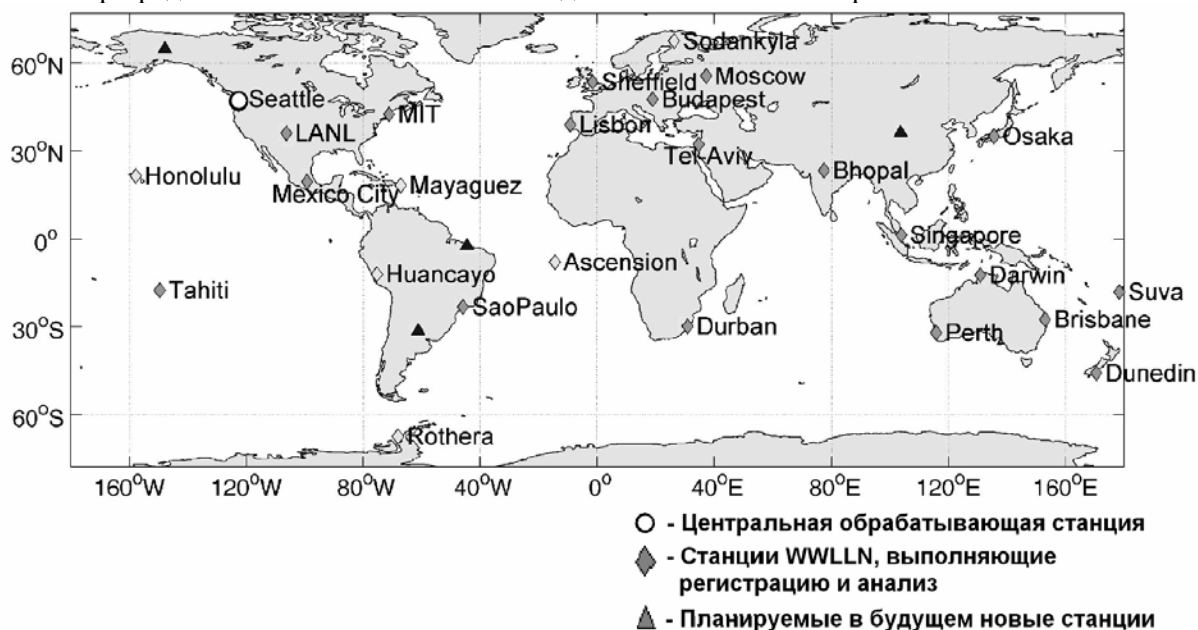 60°N
30°N
0°
30°S
60°S
160°W
120°W
80°W
40°W
0°
40°E
80°E
120°E
160°E
Sodankyla
Sheffield
Moscow
Seattle
Budapest
MIT
LANL
Lisbon
Osaka
Tel-Aviv
Bhopal
Honolulu
Mayaguez
Mexico City
Singapore
Huancayo
Ascension
Darwin
Tahiti
Suva
SaoPaulo
Durban
Brisbane
Perth
Dunedin
Rothera
- Центральная обрабатывающая станция
- Станции WWLLN, выполняющие
регистрацию и анализ
- Планируемые в будущем новые станции